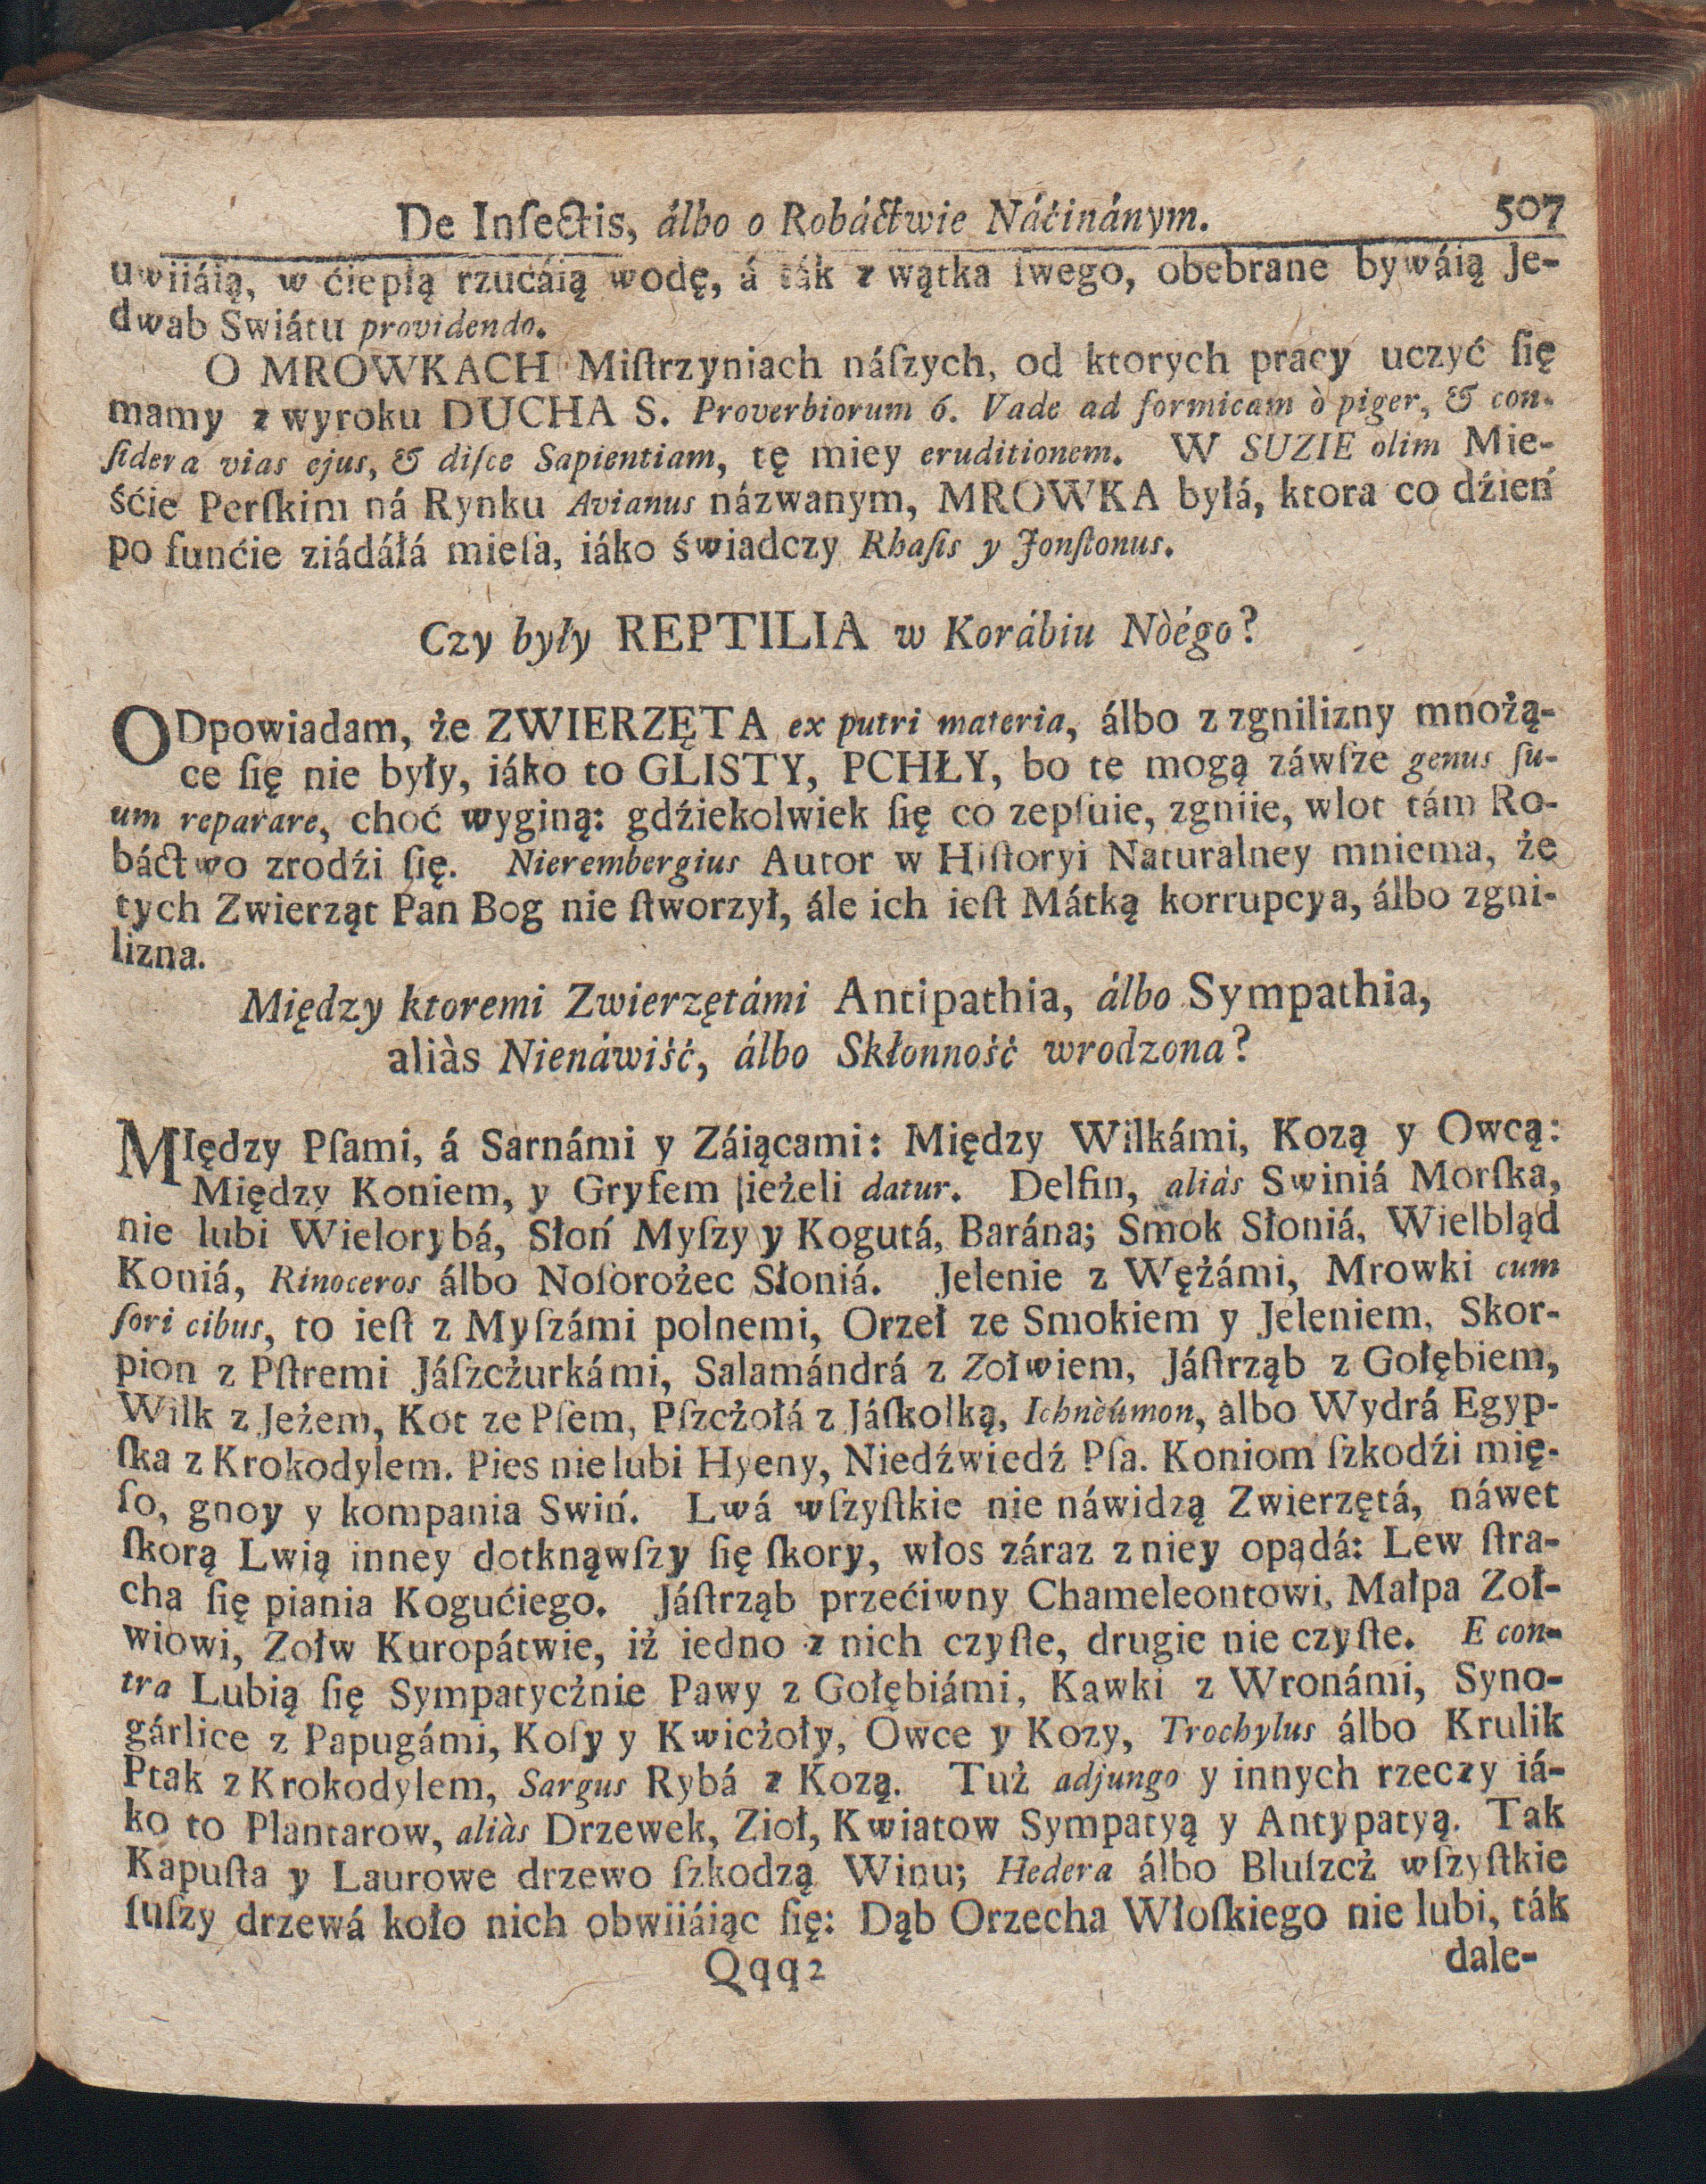 De Inſectis, álbo o Robáctwie Náćinánym. 507
uwiiáią, w ćiepłą rzucáią wodę, á ták z wątka ſwego, obebrane bywáią Je-
dwab Swiátu providendo.
O MROWKACH Miſtrzyniach náſzych, od ktorych pracy uczyć ſię
mamy z wyroku DUCHA S. Proverbiorum 6. Vade ad formicam ò piger, & con-
ſidera vias ejus, & diſce Sapientiam, tę miey eruditionem. W SUZIE olim Mie-
śćie Perſkim ná Rynku Avianus názwanym, MROWKA byłá, ktora co dźień
po funćie ziádáłá mieſa, iáko świadczy Rhaſis y Jonſtonus.
Czy były REPTILIA w Korábiu Nòégo?
ODpowiadam, że ZWIERZĘTA ex putri materia, álbo z zgnilizny mnożą-
ce ſię nie były, iáko to GLISTY, PCHŁY, bo te mogą záwſze genus ſu-
um reparare, choć wyginą: gdźiekolwiek ſię co zepſuie, zgniie, wlot tám Ro-
báctwo zrodźi ſię. Nierembergius Autor w Hiſtoryi Naturalney mniema, że
tych Zwierząt Pan Bog nie ſtworzył, ále ich ieſt Mátką korrupcya, álbo zgni-
lizna.
Między ktoremi Zwierzętámi Antipathia, álbo Sympathia,
aliàs Nienáwiść, álbo Skłonność wrodzona?
MIędzy Pſami, á Sarnámi y Záiącami: Między Wilkámi, Kozą y Owcą:
Między Koniem, y Gryfem |ieżeli datur. Delfin, aliàs Swiniá Morſka,
nie lubi Wielorybá, Słoń Myſzy y Kogutá, Barána; Smok Słoniá, Wielbląd
Koniá, Rinoceros álbo Noſorożec Słoniá. Jelenie z Wężámi, Mrowki cum
ſori cibus, to ieſt z Myſzámi polnemi, Orzeł ze Smokiem y Jeleniem, Skor-
pion z Pſtremi Jáſzcżurkámi, Salamándrá z Zołwiem, Jáſtrząb z Gołębiem,
Wilk z Jeżem, Kot ze Pſem, Pſzcżołá z Jáſkolką, Ichnèúmon, albo Wydrá Egyp-
ſka z Krokodylem. Pies nie lubi Hyeny, Niedźwiedź Pſa. Koniom ſzkodźi mię-
ſo, gnoy y kompania Swiń. Lwá wſzyſtkie nie náwidzą Zwierzętá, náwet
ſkorą Lwią inney dotknąwſzy ſię ſkory, włos záraz z niey opadá: Lew ſtra-
cha ſię piania Kogućiego. Jáſtrząb przećiwny Chameleontowi, Małpa Zoł-
wiowi, Zołw Kuropátwie, iż iedno z nich czyſte, drugie nie czyſte. E con-
tra Lubią ſię Sympatycżnie Pawy z Gołębiámi, Kawki z Wronámi, Syno-
gárlice z Papugámi, Koſy y Kwicżoły, Owce y Kozy, Trochylus álbo Krulik
Ptak z Krokodylem, Sargus Rybá z Kozą. Tuż adjungo y innych rzeczy iá-
ko to Plantarow, aliàs Drzewek, Zioł, Kwiatow Sympatyą y Antypatyą. Tak
Kapuſta y Laurowe drzewo ſzkodzą Winu; Hedera álbo Bluſzcż wſzyſtkie
ſuſzy drzewá koło nich obwiiáiąc ſię: Dąb Orzecha Włoſkiego nie lubi, ták
Qqq2 dale-